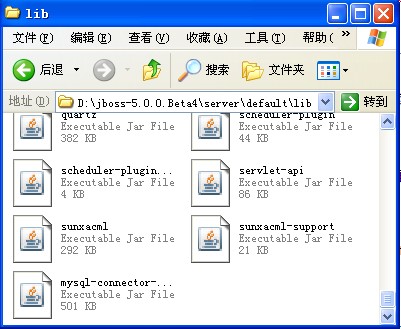 lib
文件(F) 编辑(E) 查看(V) 收藏(A) 工具(T) 帮助( »
后退 搜索 文件夹
地址(D) D:\jboss-5.0.0.Beta4\server\default\lib 转到
quartz scheduler-plugin
Executable Jar File Executable Jar File
382 KB 44 KB
scheduler-plugin... servlet-api
Executable Jar File Executable Jar File
4 KB 86 KB
sunxacml sunxacml-support
Executable Jar File Executable Jar File
292 KB 21 KB
mysql-connector-...
Executable Jar File
501 KB